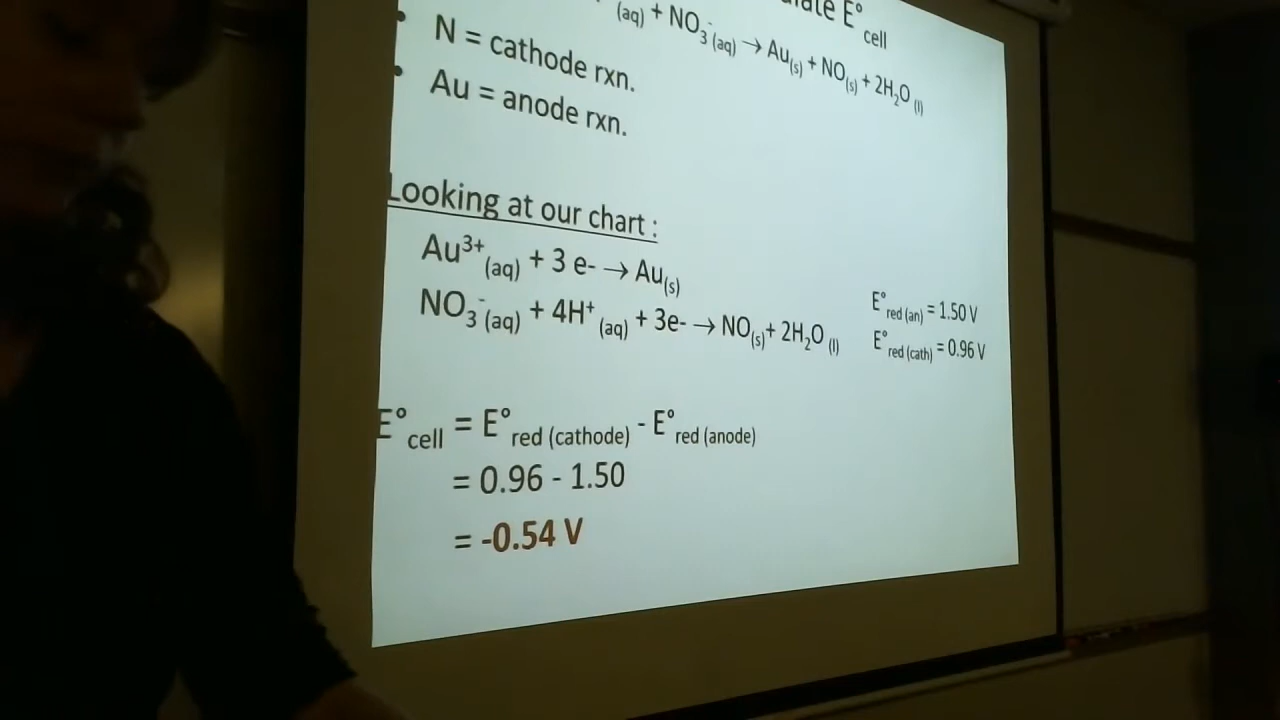 E°cell
(aq) + NO₃⁻(aq) → Au(s) + NO(s) + 2H₂O (l)
• N = cathode rxn.
• Au = anode rxn.
Looking at our chart :
Au³⁺(aq) + 3 e- → Au(s)
E°red (an) = 1.50 V
NO₃⁻(aq) + 4H⁺(aq) + 3e- → NO(s)+ 2H₂O (l)
E°red (cath) = 0.96 V
E°cell = E°red (cathode) - E°red (anode)
= 0.96 - 1.50
= -0.54 V